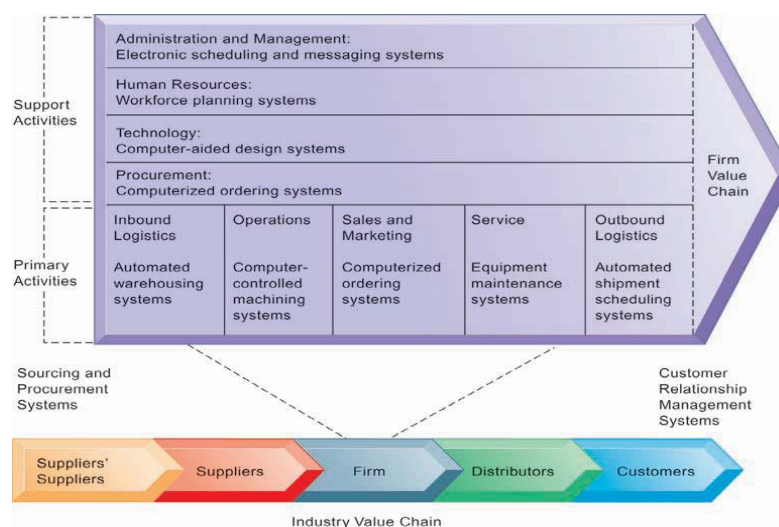 Administration and Management:
Electronic scheduling and messaging systems
Human Resources:
Workforce planning systems
Support
Activities
Technology:
Computer-aided design systems
Firm
Value
Chain
Procurement:
Computerized ordering systems
Primary
Activities
Inbound
Logistics
Automated
warehousing
systems
Operations
Computer-
controlled
machining
systems
Sales and
Marketing
Computerized
ordering
systems
Service
Equipment
maintenance
systems
Outbound
Logistics
Automated
shipment
scheduling
systems
Sourcing and
Procurement
Systems
Customer
Relationship
Management
Systems
Suppliers'
Suppliers
Suppliers
Firm
Distributors
Customers
Industry Value Chain